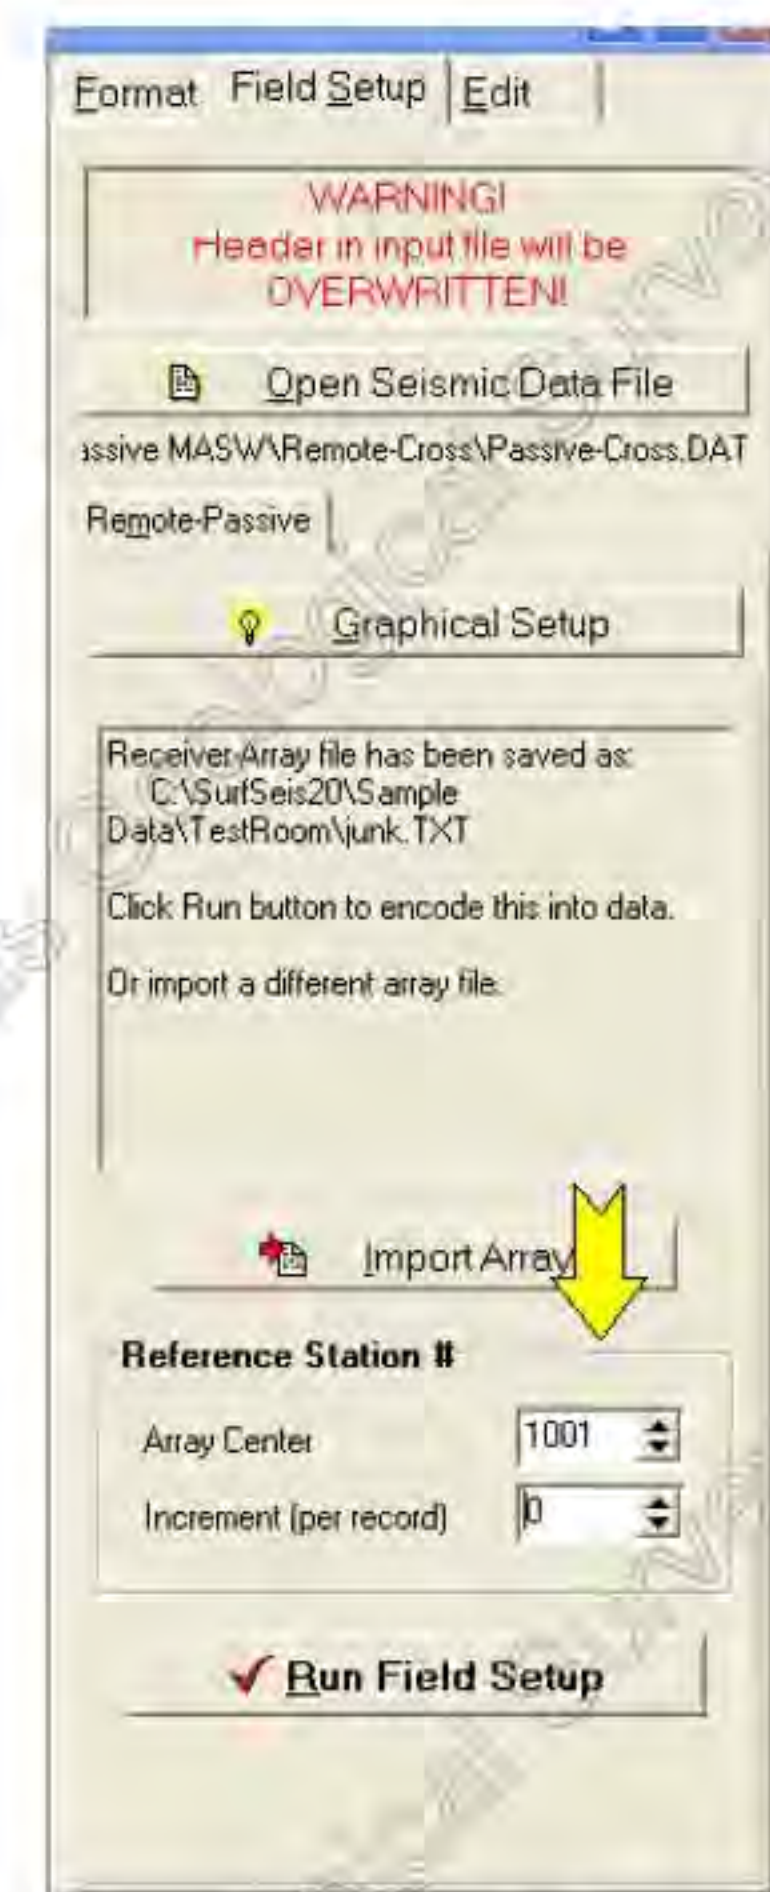 Format Field Setup Edit
WARNING!
Header in input file will be
OVERWRITTEN!
Open Seismic Data File
assive MASW\Remote-Cross\Passive-Cross.DAT
Remote-Passive
Graphical Setup
Receiver Array file has been saved as:
C:\SurfSeis20\Sample
Data\TestRoom\junk.TXT
Click Run button to encode this into data.
Or import a different array file.
Import Array
Reference Station #
Array Center 1001
Increment (per record) 0
Run Field Setup